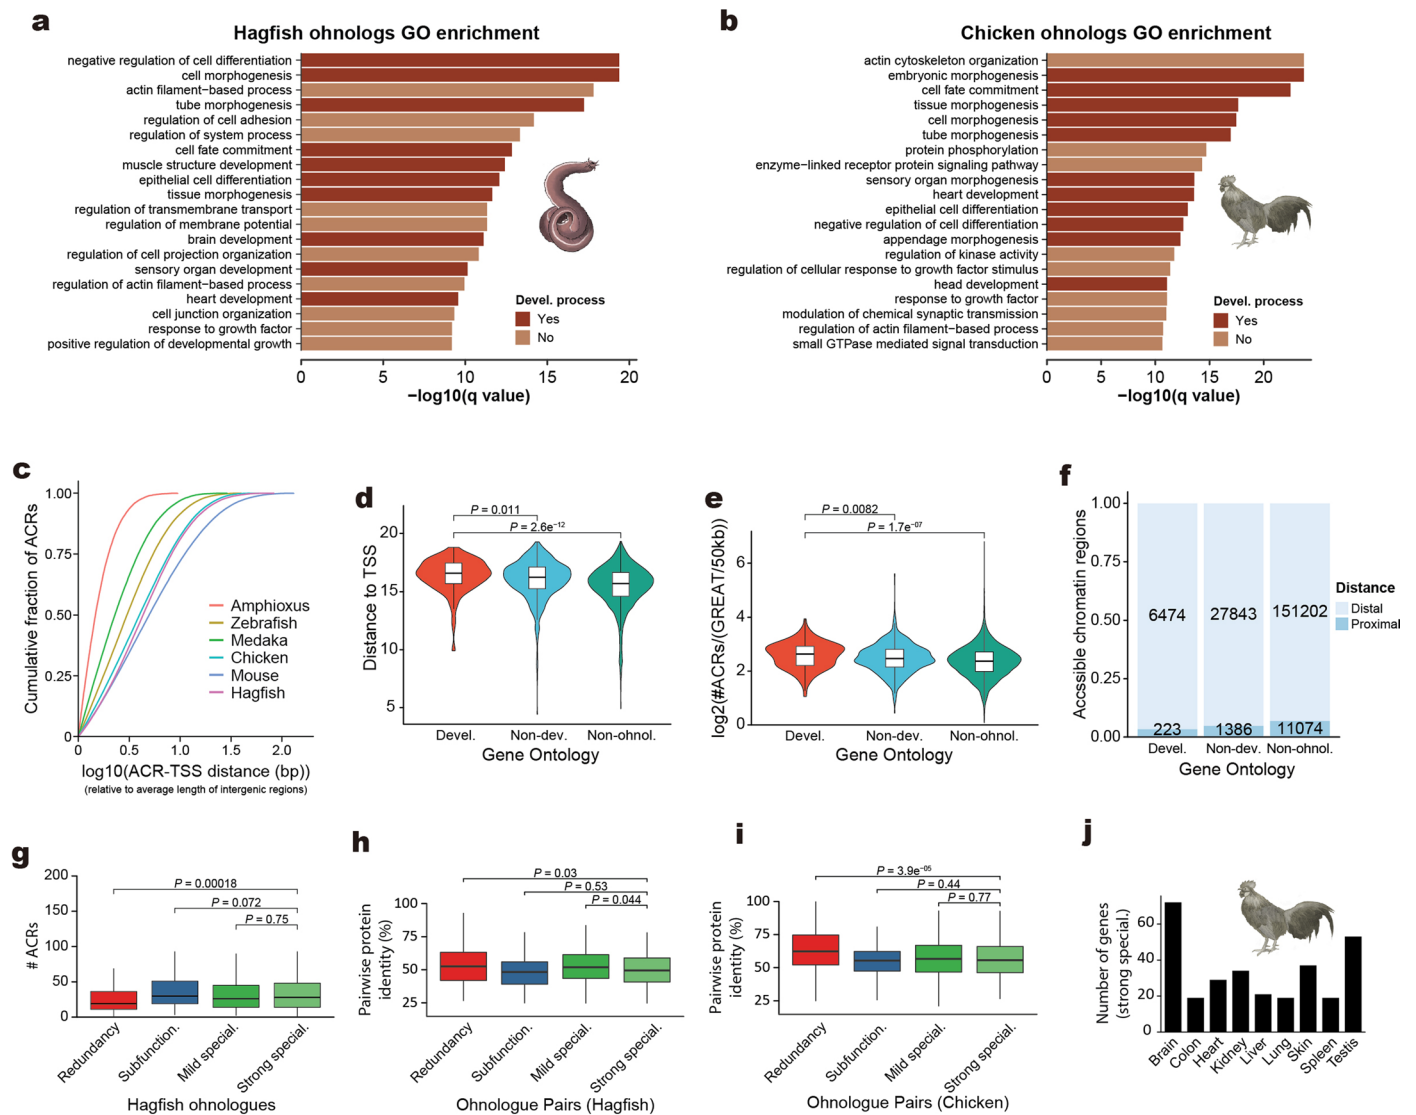 a
Hagfish ohnologs GO enrichment
negative regulation of cell differentiation
cell morphogenesis
actin filament−based process
tube morphogenesis
regulation of cell adhesion
regulation of system process
cell fate commitment
muscle structure development
epithelial cell differentiation
tissue morphogenesis
regulation of transmembrane transport
regulation of membrane potential
brain development
regulation of cell projection organization
sensory organ development
regulation of actin filament−based process
heart development
cell junction organization
response to growth factor
positive regulation of developmental growth
Devel. process
Yes
No
0 5 10 15 20
−log10(q value)
b
Chicken ohnologs GO enrichment
actin cytoskeleton organization
embryonic morphogenesis
cell fate commitment
tissue morphogenesis
cell morphogenesis
tube morphogenesis
protein phosphorylation
enzyme−linked receptor protein signaling pathway
sensory organ morphogenesis
heart development
epithelial cell differentiation
negative regulation of cell differentiation
appendage morphogenesis
regulation of kinase activity
regulation of cellular response to growth factor stimulus
head development
response to growth factor
modulation of chemical synaptic transmission
regulation of actin filament−based process
small GTPase mediated signal transduction
Devel. process
Yes
No
0 5 10 15 20
−log10(q value)
c
Cumulative fraction of ACRs
1.00
0.75
0.50
0.25
0
Amphioxus
Zebrafish
Medaka
Chicken
Mouse
Hagfish
0 0.5 1.0 1.5 2.0
log10(ACR-TSS distance (bp))
(relative to average length of intergenic regions)
d
P = 0.011
P = 2.6e−12
Distance to TSS
20
15
10
5
Devel. Non-dev. Non-ohnol.
Gene Ontology
e
P = 0.0082
P = 1.7e−07
log2(#ACRs/(GREAT/50kb))
6
4
2
0
Devel. Non-dev. Non-ohnol.
Gene Ontology
f
Acssible chromatin regions
1.00
0.75
0.50
0.25
0.00
6474 27843 151202
223 1386 11074
Distance
Distal
Proximal
Devel. Non-dev. Non-ohnol.
Gene Ontology
g
# ACRs
200
150
100
50
0
P = 0.00018
P = 0.072
P = 0.75
Redundancy
Subfunction.
Mild special.
Strong special.
Hagfish ohnologues
h
Pairwise protein
identity (%)
100
75
50
25
P = 0.03
P = 0.53
P = 0.044
Redundancy
Subfunction.
Mild special.
Strong special.
Ohnologue Pairs (Hagfish)
i
Pairwise protein
identity (%)
100
75
50
25
P = 3.9e−05
P = 0.44
P = 0.77
Redundancy
Subfunction.
Mild special.
Strong special.
Ohnologue Pairs (Chicken)
j
Number of genes
(strong special.)
60
40
20
0
Brain
Colon
Heart
Kidney
Liver
Lung
Skin
Spleen
Testis